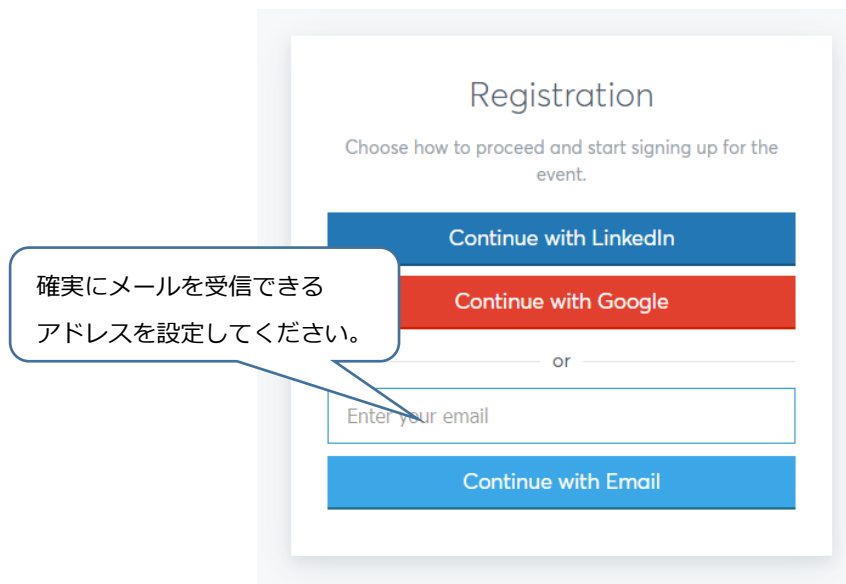 Registration
Choose how to proceed and start signing up for the
event.
Continue with LinkedIn
確実にメールを受信できる
アドレスを設定してください。
Continue with Google
or
Enter your email
Continue with Email